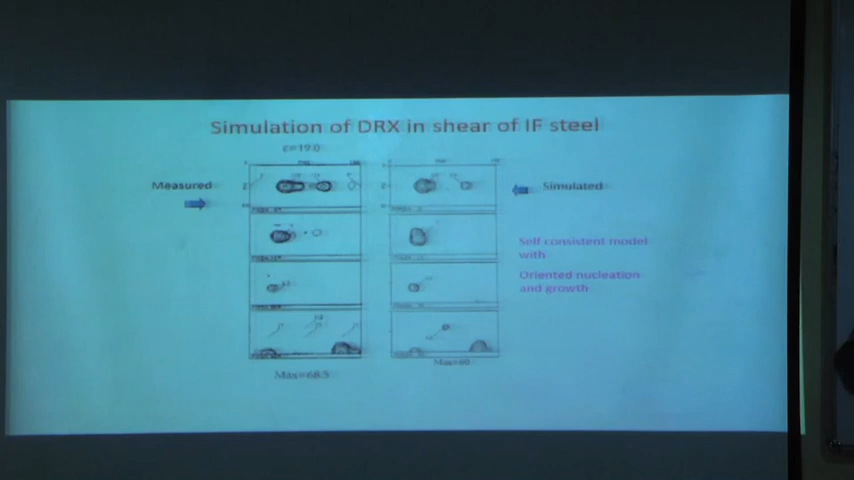 Simulation of DRX in shear of IF steel
ε=19.0
Measured
Simulated
Self consistent model
with
Oriented nucleation
and growth
Max=68.5
Max=60